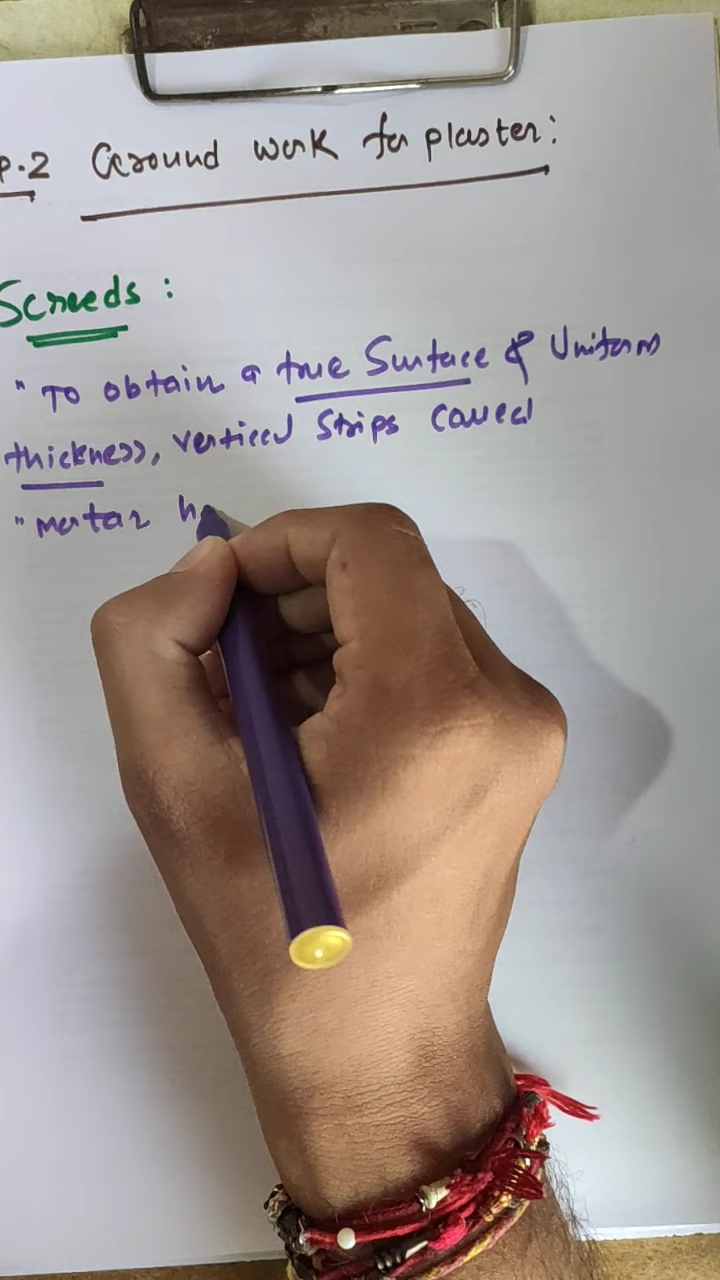 p.2 Ground work for plaster:
Screeds :
" To obtain a true Surface & Uniform
thickness, vertical Strips called
" mortar